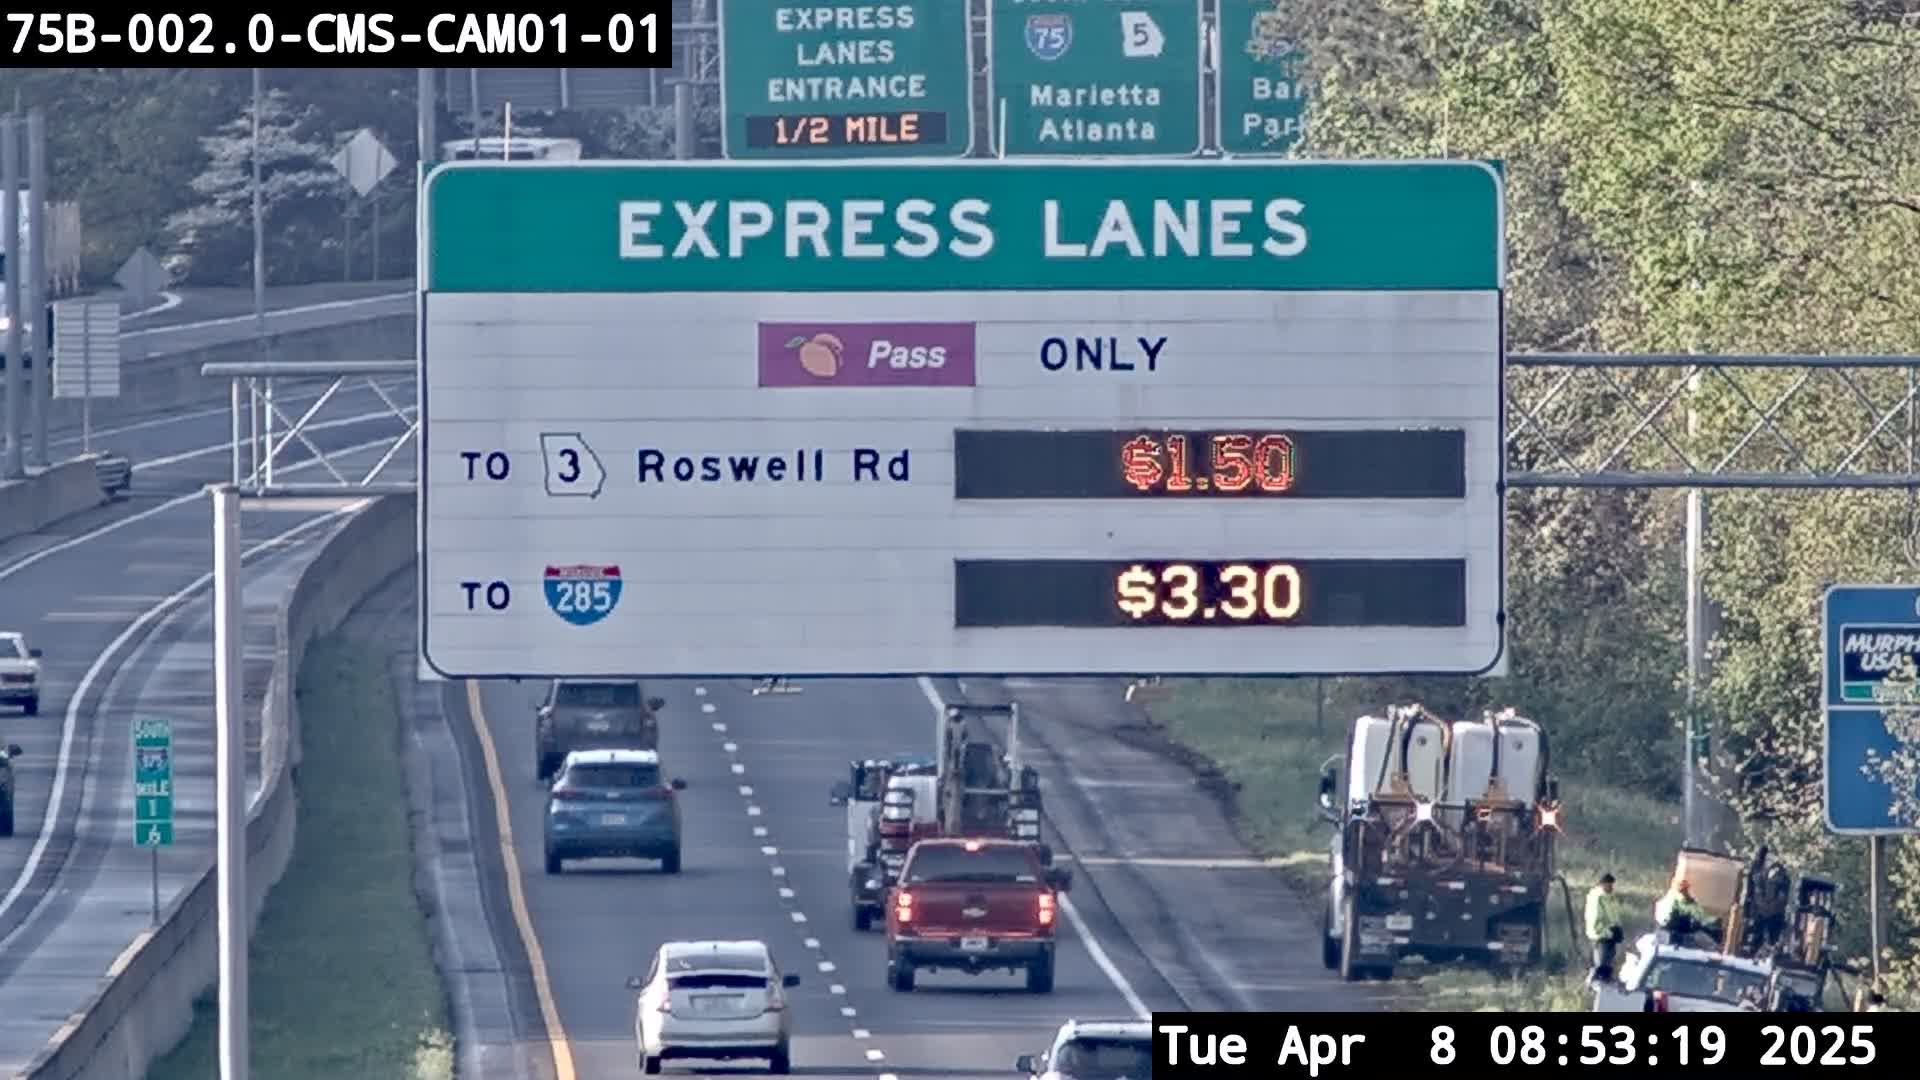 75B-002.0-CMS-CAM01-01
EXPRESS
LANES
ENTRANCE
1/2 MILE
75 5
Marietta
Atlanta
EXPRESS LANES
Pass ONLY
TO 3 Roswell Rd $1.50
TO 285 $3.30
MURPH
USA
SOUTH
575
MILE
1
6
Tue Apr 8 08:53:19 2025